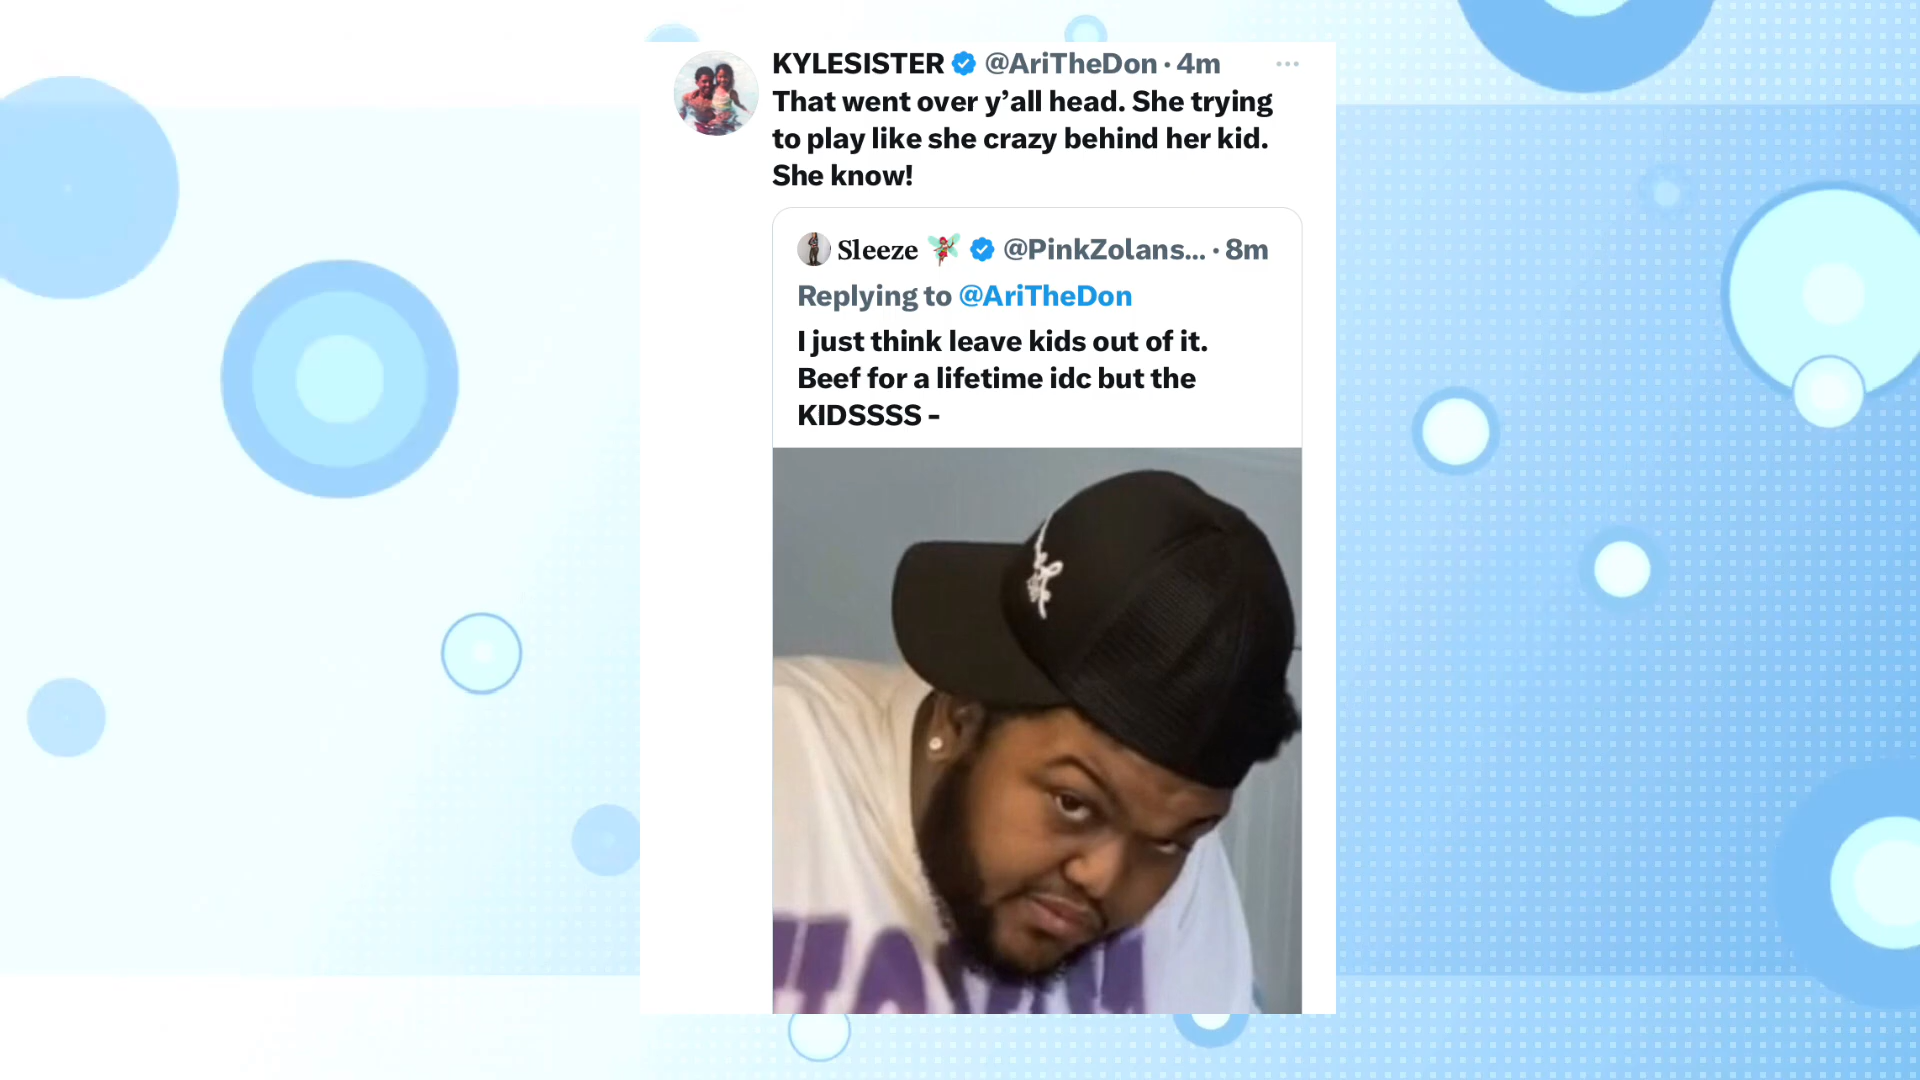 KYLESISTER @AriTheDon · 4m
That went over y’all head. She trying
to play like she crazy behind her kid.
She know!
Sleeze @PinkZolans... · 8m
Replying to @AriTheDon
I just think leave kids out of it.
Beef for a lifetime idc but the
KIDSSSS -